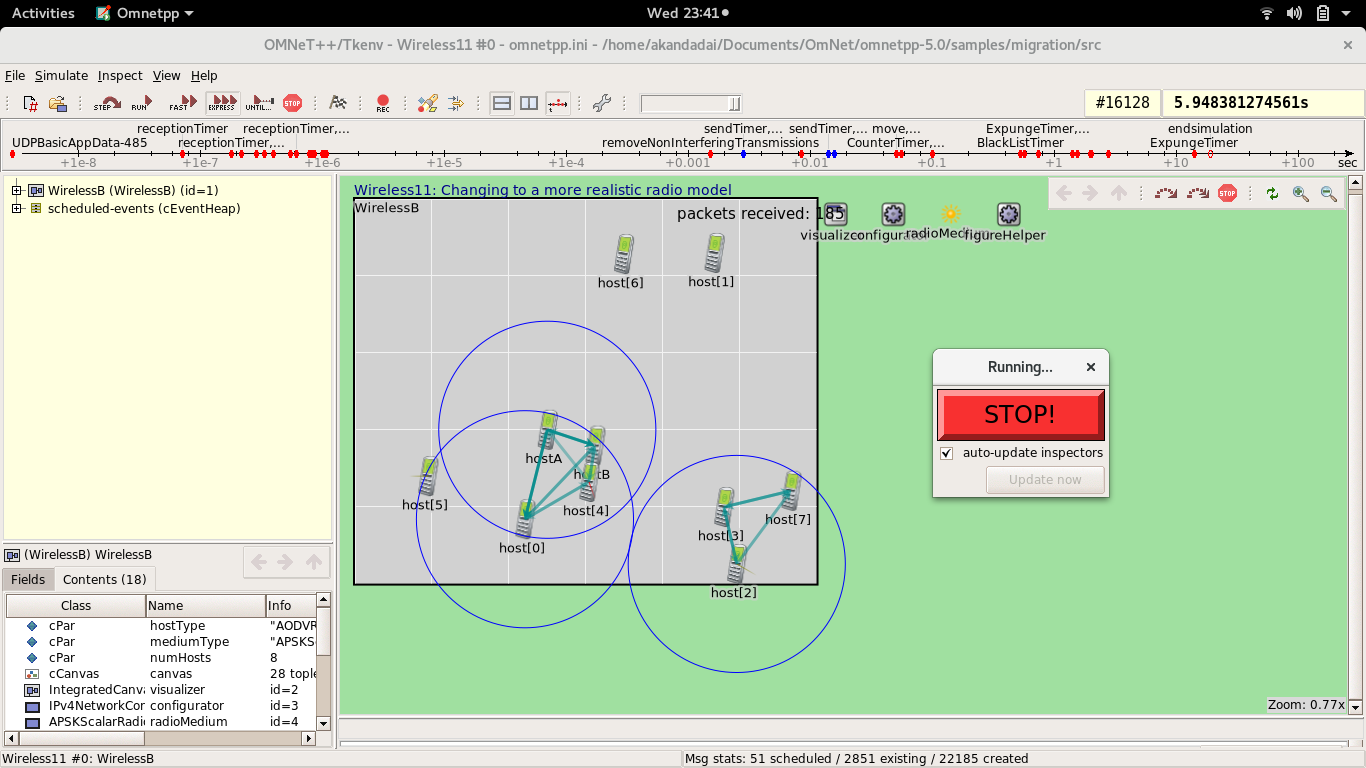 Activities Omnetpp Wed 23:41
OMNeT++/Tkenv - Wireless11 #0 - omnetpp.ini - /home/akandadai/Documents/OmNet/omnetpp-5.0/samples/migration/src
File Simulate Inspect View Help
STEP RUN FAST EXPRESS UNTIL... STOP REC #16128 5.948381274561s
receptionTimer receptionTimer,... sendTimer,... sendTimer,... move,... ExpungeTimer,... endsimulation
UDPBasicAppData-485 receptionTimer,... removeNonInterferingTransmissions CounterTimer,... BlackListTimer ExpungeTimer
+1e-8 +1e-7 +1e-6 +1e-5 +1e-4 +0.001 +0.01 +0.1 +1 +10 +100 sec
WirelessB (WirelessB) (id=1)
scheduled-events (cEventHeap)
Wireless11: Changing to a more realistic radio model
STOP
WirelessB
packets received: 185
figureHelper
host[6] host[1]
Running...
STOP!
auto-update inspectors
Update now
hostA
host[5] host[4] host[7]
host[3]
host[0]
host[2]
(WirelessB) WirelessB
Fields Contents (18)
Class Name Info
cPar hostType "AODVR
cPar mediumType "APSKS
cPar numHosts 8
cCanvas canvas 28 tople
IntegratedCanv visualizer id=2
IPv4NetworkCor configurator id=3
APSKScalarRadi radioMedium id=4
Zoom: 0.77x
Wireless11 #0: WirelessB Msg stats: 51 scheduled / 2851 existing / 22185 created